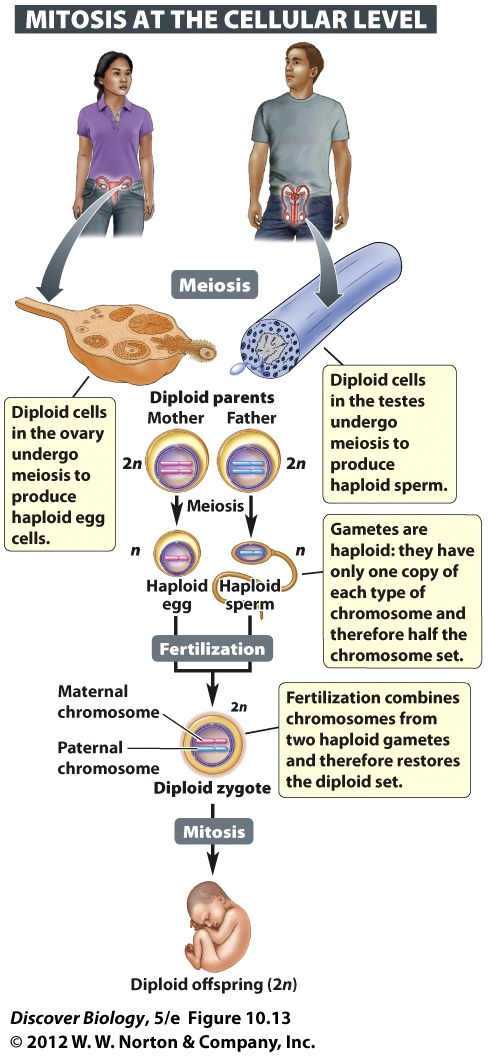 MITOSIS AT THE CELLULAR LEVEL
Meiosis
Diploid cells
in the ovary
undergo
meiosis to
produce
haploid egg
cells.
Diploid parents
Mother Father
Diploid cells
in the testes
undergo
meiosis to
produce
haploid sperm.
2n 2n
Meiosis
n n
Haploid
egg
Haploid
sperm
Gametes are
haploid: they have
only one copy of
each type of
chromosome and
therefore half the
chromosome set.
Fertilization
Maternal
chromosome
2n
Paternal
chromosome
Diploid zygote
Fertilization combines
chromosomes from
two haploid gametes
and therefore restores
the diploid set.
Mitosis
Diploid offspring (2n)
Discover Biology, 5/e Figure 10.13
© 2012 W. W. Norton & Company, Inc.